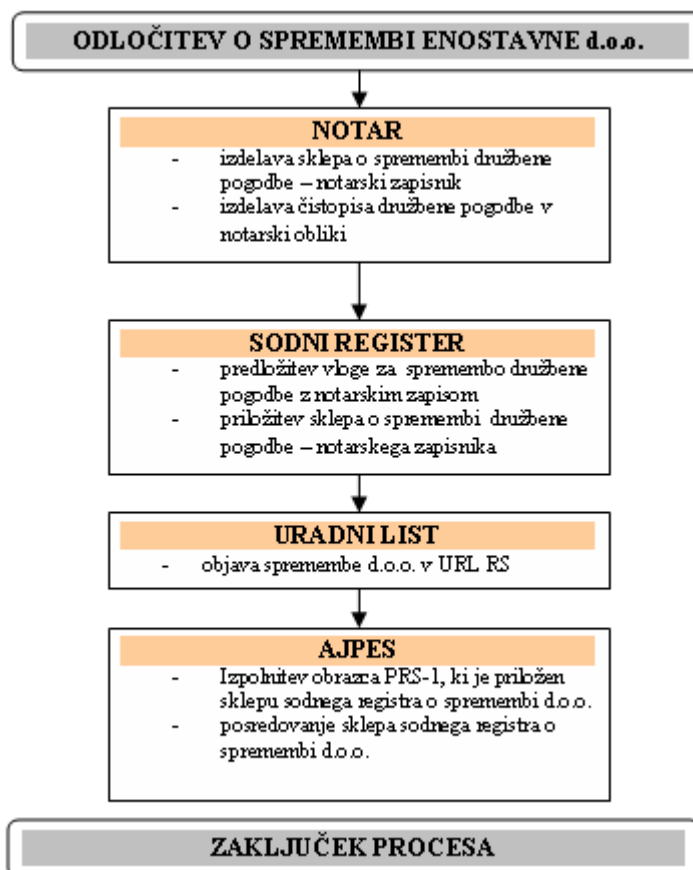 ODLOČITEV O SPREMEMBI ENOSTAVNE d.o.o.
NOTAR
- izdelava sklepa o spremembi družbene
pogodbe – notarski zapisnik
- izdelava čistopisa družbene pogodbe v
notarski obliki
SODNI REGISTER
- predložitev vloge za spremembo družbene
pogodbe z notarskim zapisom
- priložitev sklepa o spremembi družbene
pogodbe – notarskega zapisnika
URADNI LIST
- objava spremembe d.o.o. v URL RS
AJPES
- Izpolnitev obrazca PRS-1, ki je priložen
sklepu sodnega registra o spremembi d.o.o.
- posredovanje sklepa sodnega registra o
spremembi d.o.o.
ZAKLJUČEK PROCESA